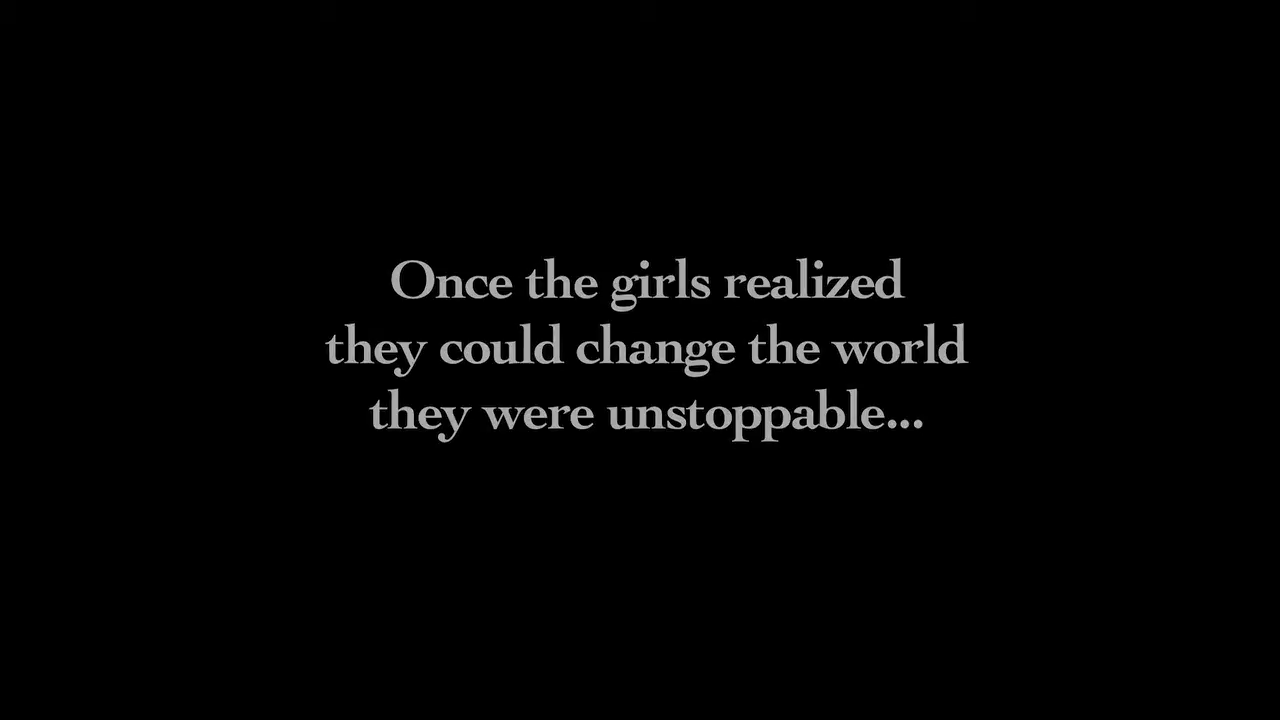 Once the girls realized
they could change the world
they were unstoppable...